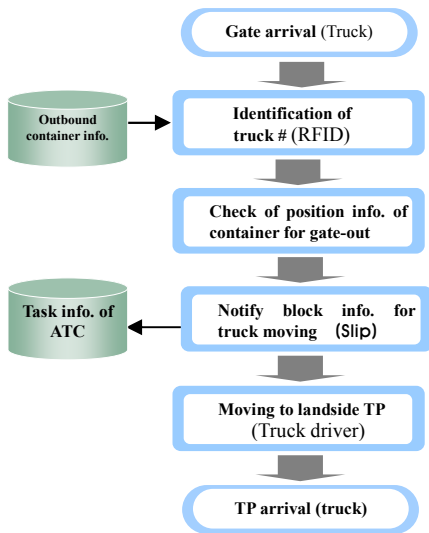 Gate arrival (Truck)
Outbound
container info.
Identification of
truck # (RFID)
Check of position info. of
container for gate-out
Task info. of
ATC
Notify block info. for
truck moving (Slip)
Moving to landside TP
(Truck driver)
TP arrival (truck)